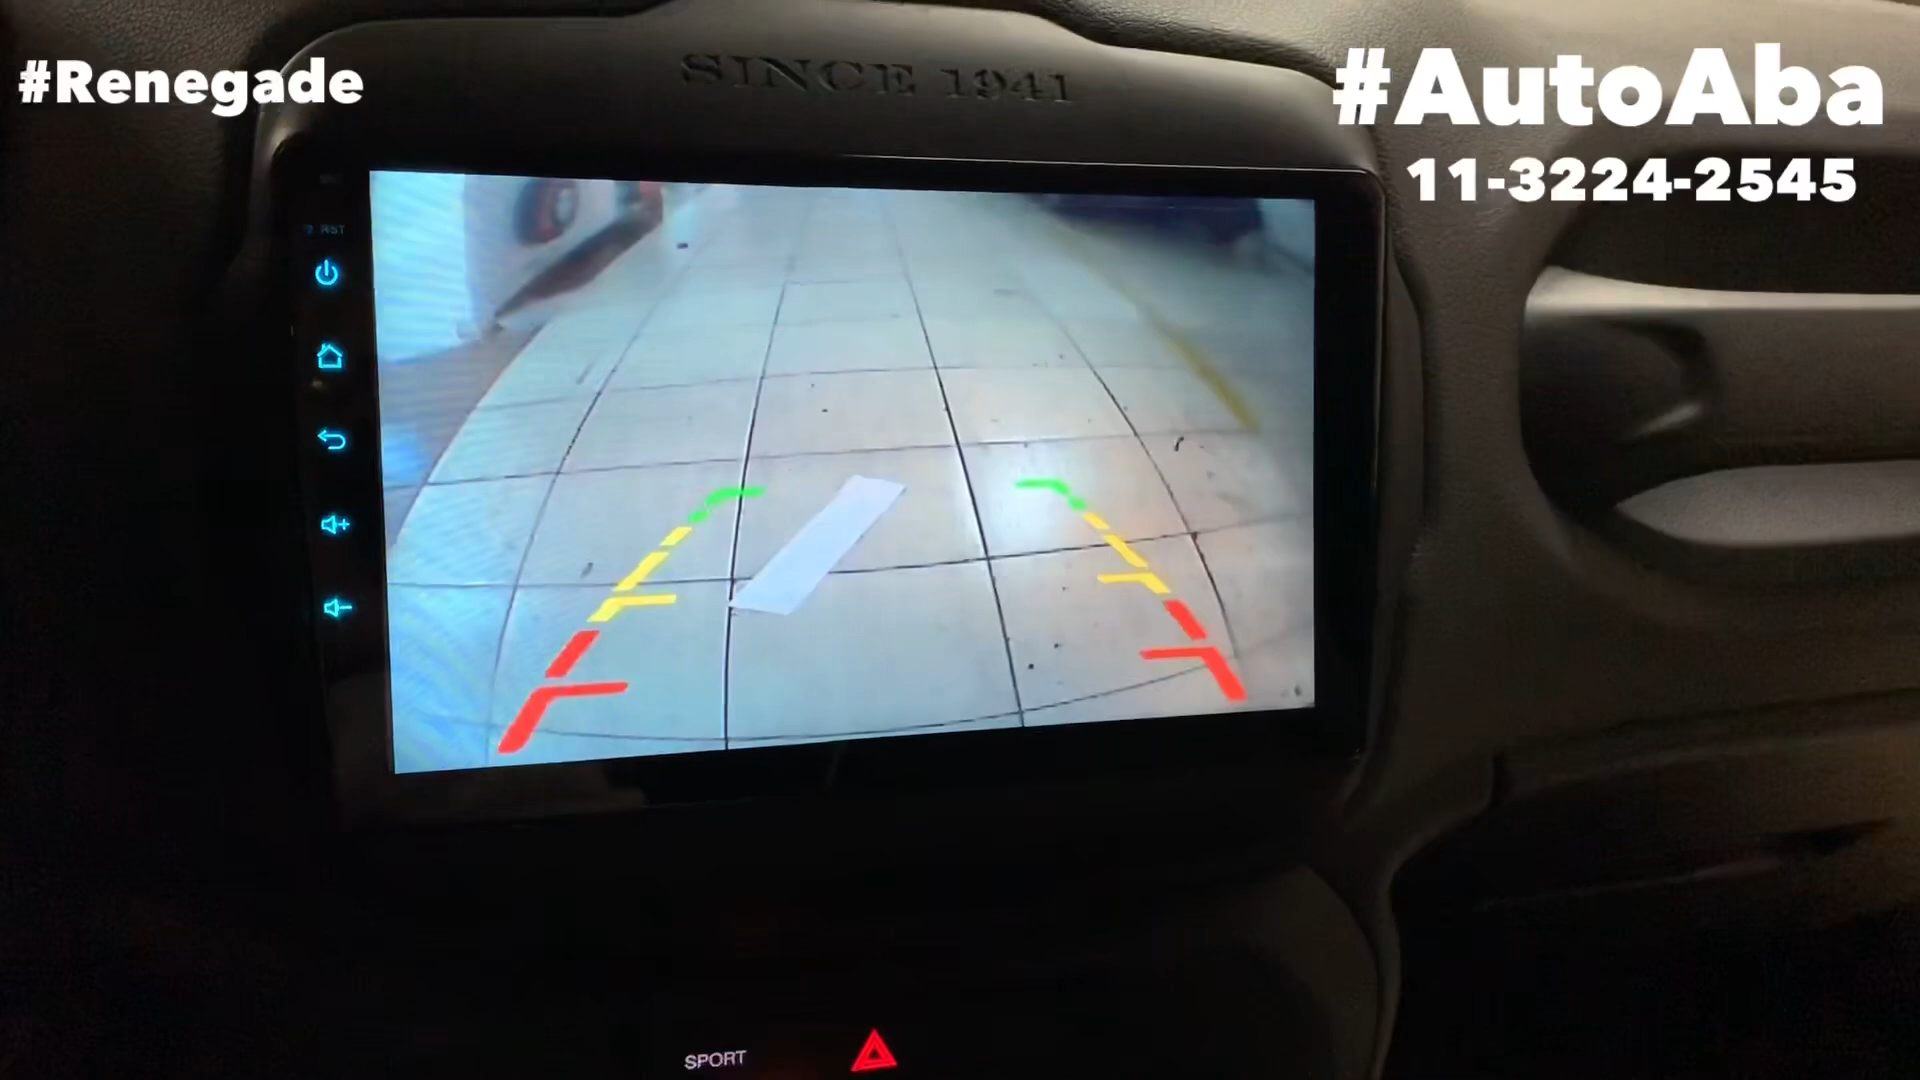 #Renegade
#AutoAba
11-3224-2545
SINCE 1941
RST
SPORT